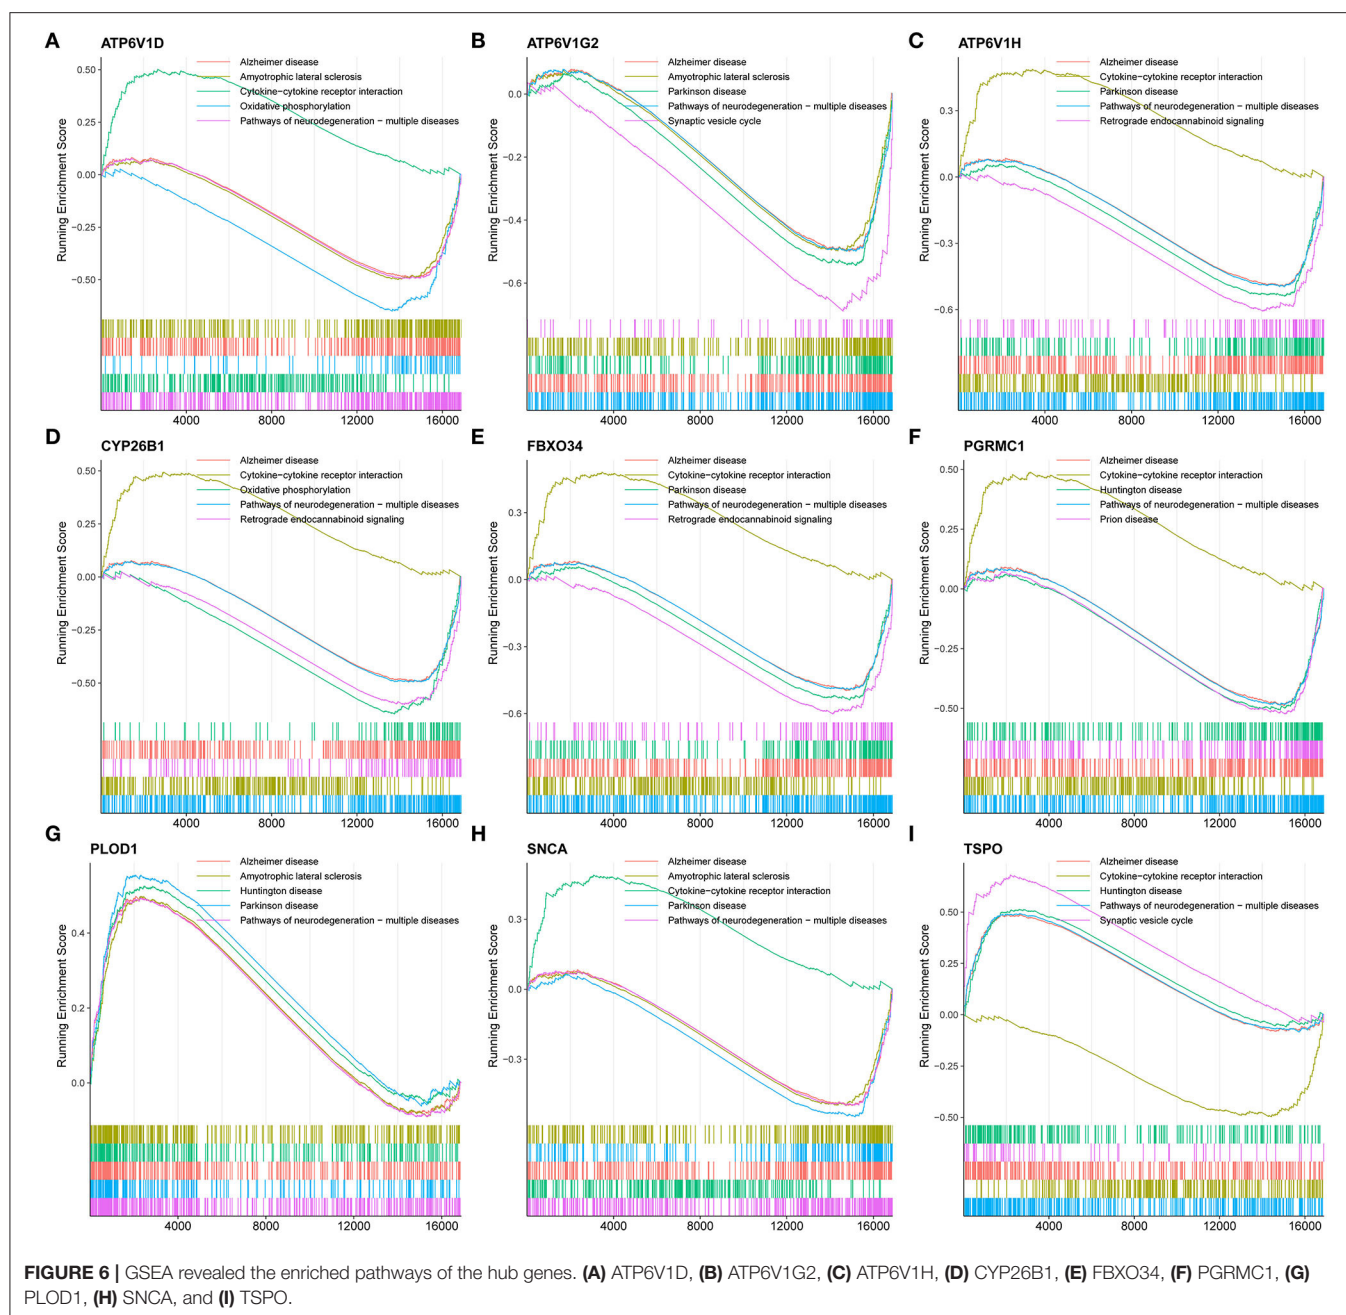 A
ATP6V1D
Alzheimer disease
Amyotrophic lateral sclerosis
Cytokine−cytokine receptor interaction
Oxidative phosphorylation
Pathways of neurodegeneration − multiple diseases
Running Enrichment Score
0.50
0.25
0.00
−0.25
−0.50
4000 8000 12000 16000
B
ATP6V1G2
Alzheimer disease
Amyotrophic lateral sclerosis
Parkinson disease
Pathways of neurodegeneration − multiple diseases
Synaptic vesicle cycle
Running Enrichment Score
0.0
−0.2
−0.4
−0.6
4000 8000 12000 16000
C
ATP6V1H
Alzheimer disease
Cytokine−cytokine receptor interaction
Parkinson disease
Pathways of neurodegeneration − multiple diseases
Retrograde endocannabinoid signaling
Running Enrichment Score
0.3
0.0
−0.3
−0.6
4000 8000 12000 16000
D
CYP26B1
Alzheimer disease
Cytokine−cytokine receptor interaction
Oxidative phosphorylation
Pathways of neurodegeneration − multiple diseases
Retrograde endocannabinoid signaling
Running Enrichment Score
0.50
0.25
0.00
−0.25
−0.50
4000 8000 12000 16000
E
FBXO34
Alzheimer disease
Cytokine−cytokine receptor interaction
Parkinson disease
Pathways of neurodegeneration − multiple diseases
Retrograde endocannabinoid signaling
Running Enrichment Score
0.3
0.0
−0.3
−0.6
4000 8000 12000 16000
F
PGRMC1
Alzheimer disease
Cytokine−cytokine receptor interaction
Huntington disease
Pathways of neurodegeneration − multiple diseases
Prion disease
Running Enrichment Score
0.50
0.25
0.00
−0.25
−0.50
4000 8000 12000 16000
G
PLOD1
Alzheimer disease
Amyotrophic lateral sclerosis
Huntington disease
Parkinson disease
Pathways of neurodegeneration − multiple diseases
Running Enrichment Score
0.4
0.2
0.0
4000 8000 12000 16000
H
SNCA
Alzheimer disease
Amyotrophic lateral sclerosis
Cytokine−cytokine receptor interaction
Parkinson disease
Pathways of neurodegeneration − multiple diseases
Running Enrichment Score
0.3
0.0
−0.3
4000 8000 12000 16000
I
TSPO
Alzheimer disease
Cytokine−cytokine receptor interaction
Huntington disease
Pathways of neurodegeneration − multiple diseases
Synaptic vesicle cycle
Running Enrichment Score
0.50
0.25
0.00
−0.25
−0.50
4000 8000 12000 16000
FIGURE 6 | GSEA revealed the enriched pathways of the hub genes. (A) ATP6V1D, (B) ATP6V1G2, (C) ATP6V1H, (D) CYP26B1, (E) FBXO34, (F) PGRMC1, (G)
PLOD1, (H) SNCA, and (I) TSPO.